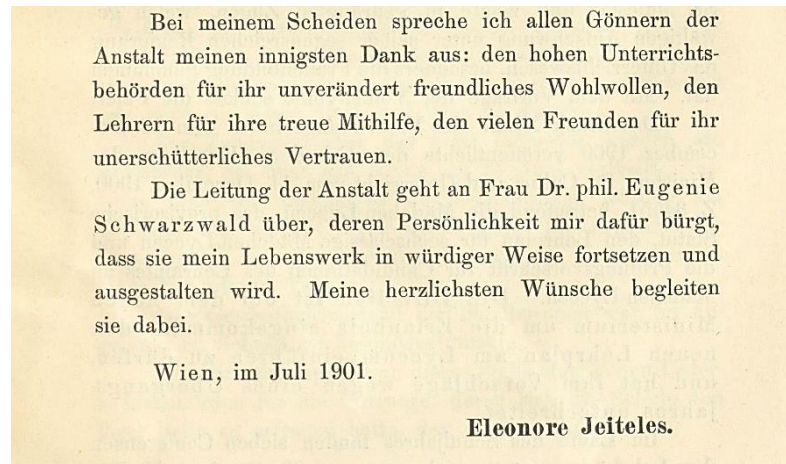 Bei meinem Scheiden spreche ich allen Gönnern der
Anstalt meinen innigsten Dank aus: den hohen Unterrichts-
behörden für ihr unverändert freundliches Wohlwollen, den
Lehrern für ihre treue Mithilfe, den vielen Freunden für ihr
unerschütterliches Vertrauen.
Die Leitung der Anstalt geht an Frau Dr. phil. Eugenie
Schwarzwald über, deren Persönlichkeit mir dafür bürgt,
dass sie mein Lebenswerk in würdiger Weise fortsetzen und
ausgestalten wird. Meine herzlichsten Wünsche begleiten
sie dabei.
Wien, im Juli 1901.
Eleonore Jeiteles.